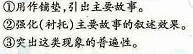 ①用作铺垫,引出主要故事。
②强化(衬托)主要故事的叙述效果。
③突出这类现象的普遍性。